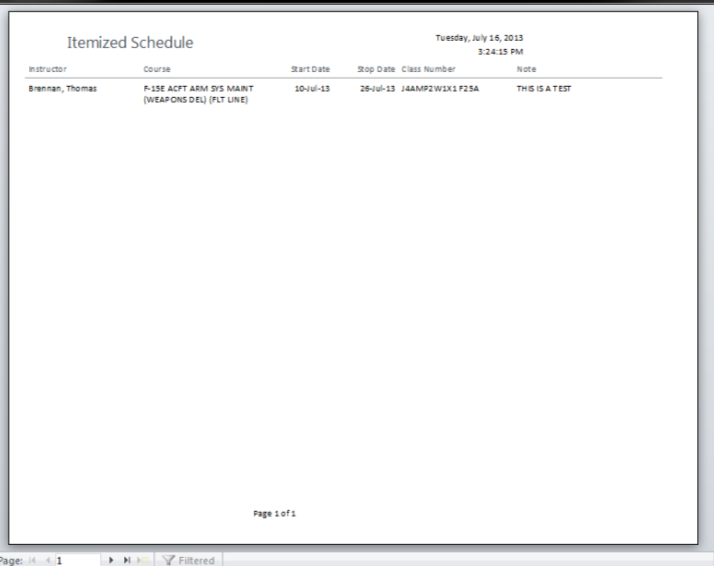 Itemized Schedule
Tuesday, July 16, 2013
3:24:15 PM
Instructor Course Start Date Stop Date Class Number Note
Brennan, Thomas F-15E ACFT ARM SYS MAINT 10-Jul-13 26-Jul-13 J4AMP2W1X1 F25A THIS IS A TEST
(WEAPONS DEL) (FLT LINE)
Page 1 of 1
Page: 1 Filtered